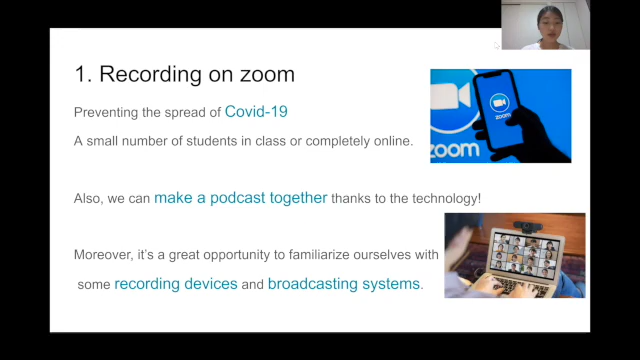 1. Recording on zoom
Preventing the spread of Covid-19
A small number of students in class or completely online.
Also, we can make a podcast together thanks to the technology!
Moreover, it's a great opportunity to familiarize ourselves with
some recording devices and broadcasting systems.
zoom
zoom